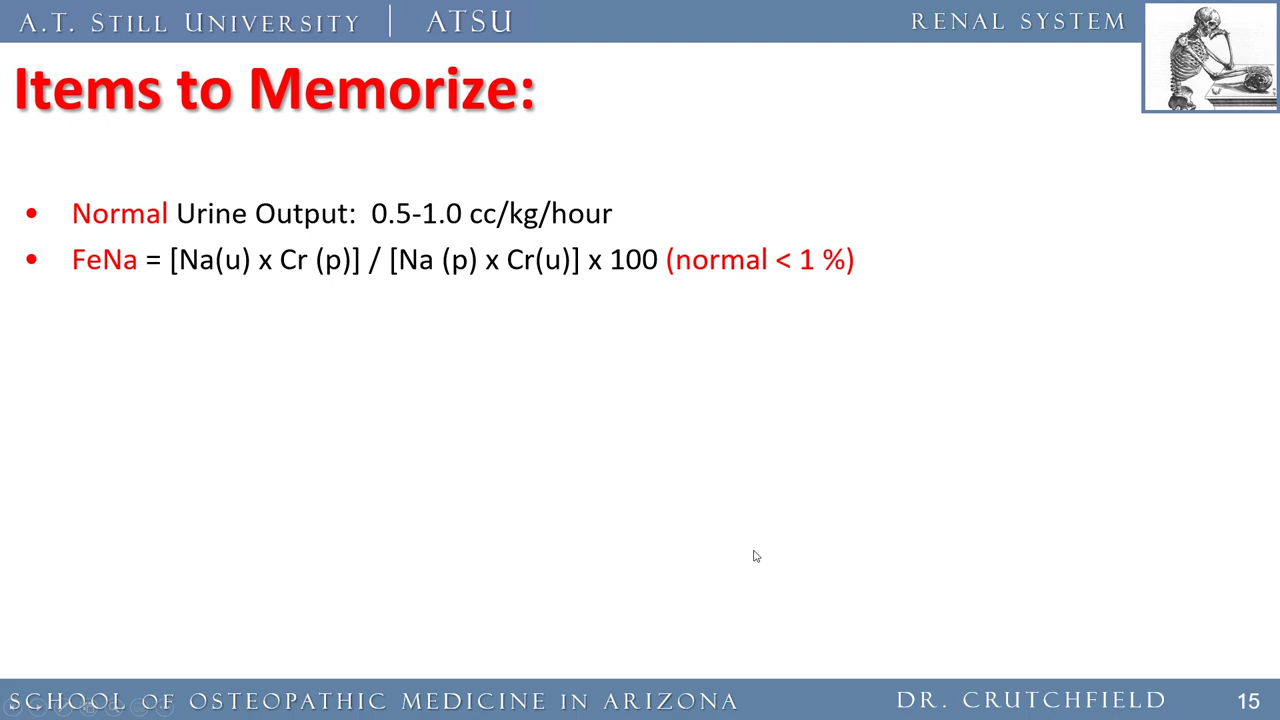 A.T. STILL UNIVERSITY | ATSU
RENAL SYSTEM
Items to Memorize:
• Normal Urine Output: 0.5-1.0 cc/kg/hour
• FeNa = [Na(u) x Cr (p)] / [Na (p) x Cr(u)] x 100 (normal < 1 %)
SCHOOL OF OSTEOPATHIC MEDICINE IN ARIZONA
DR. CRUTCHFIELD
15